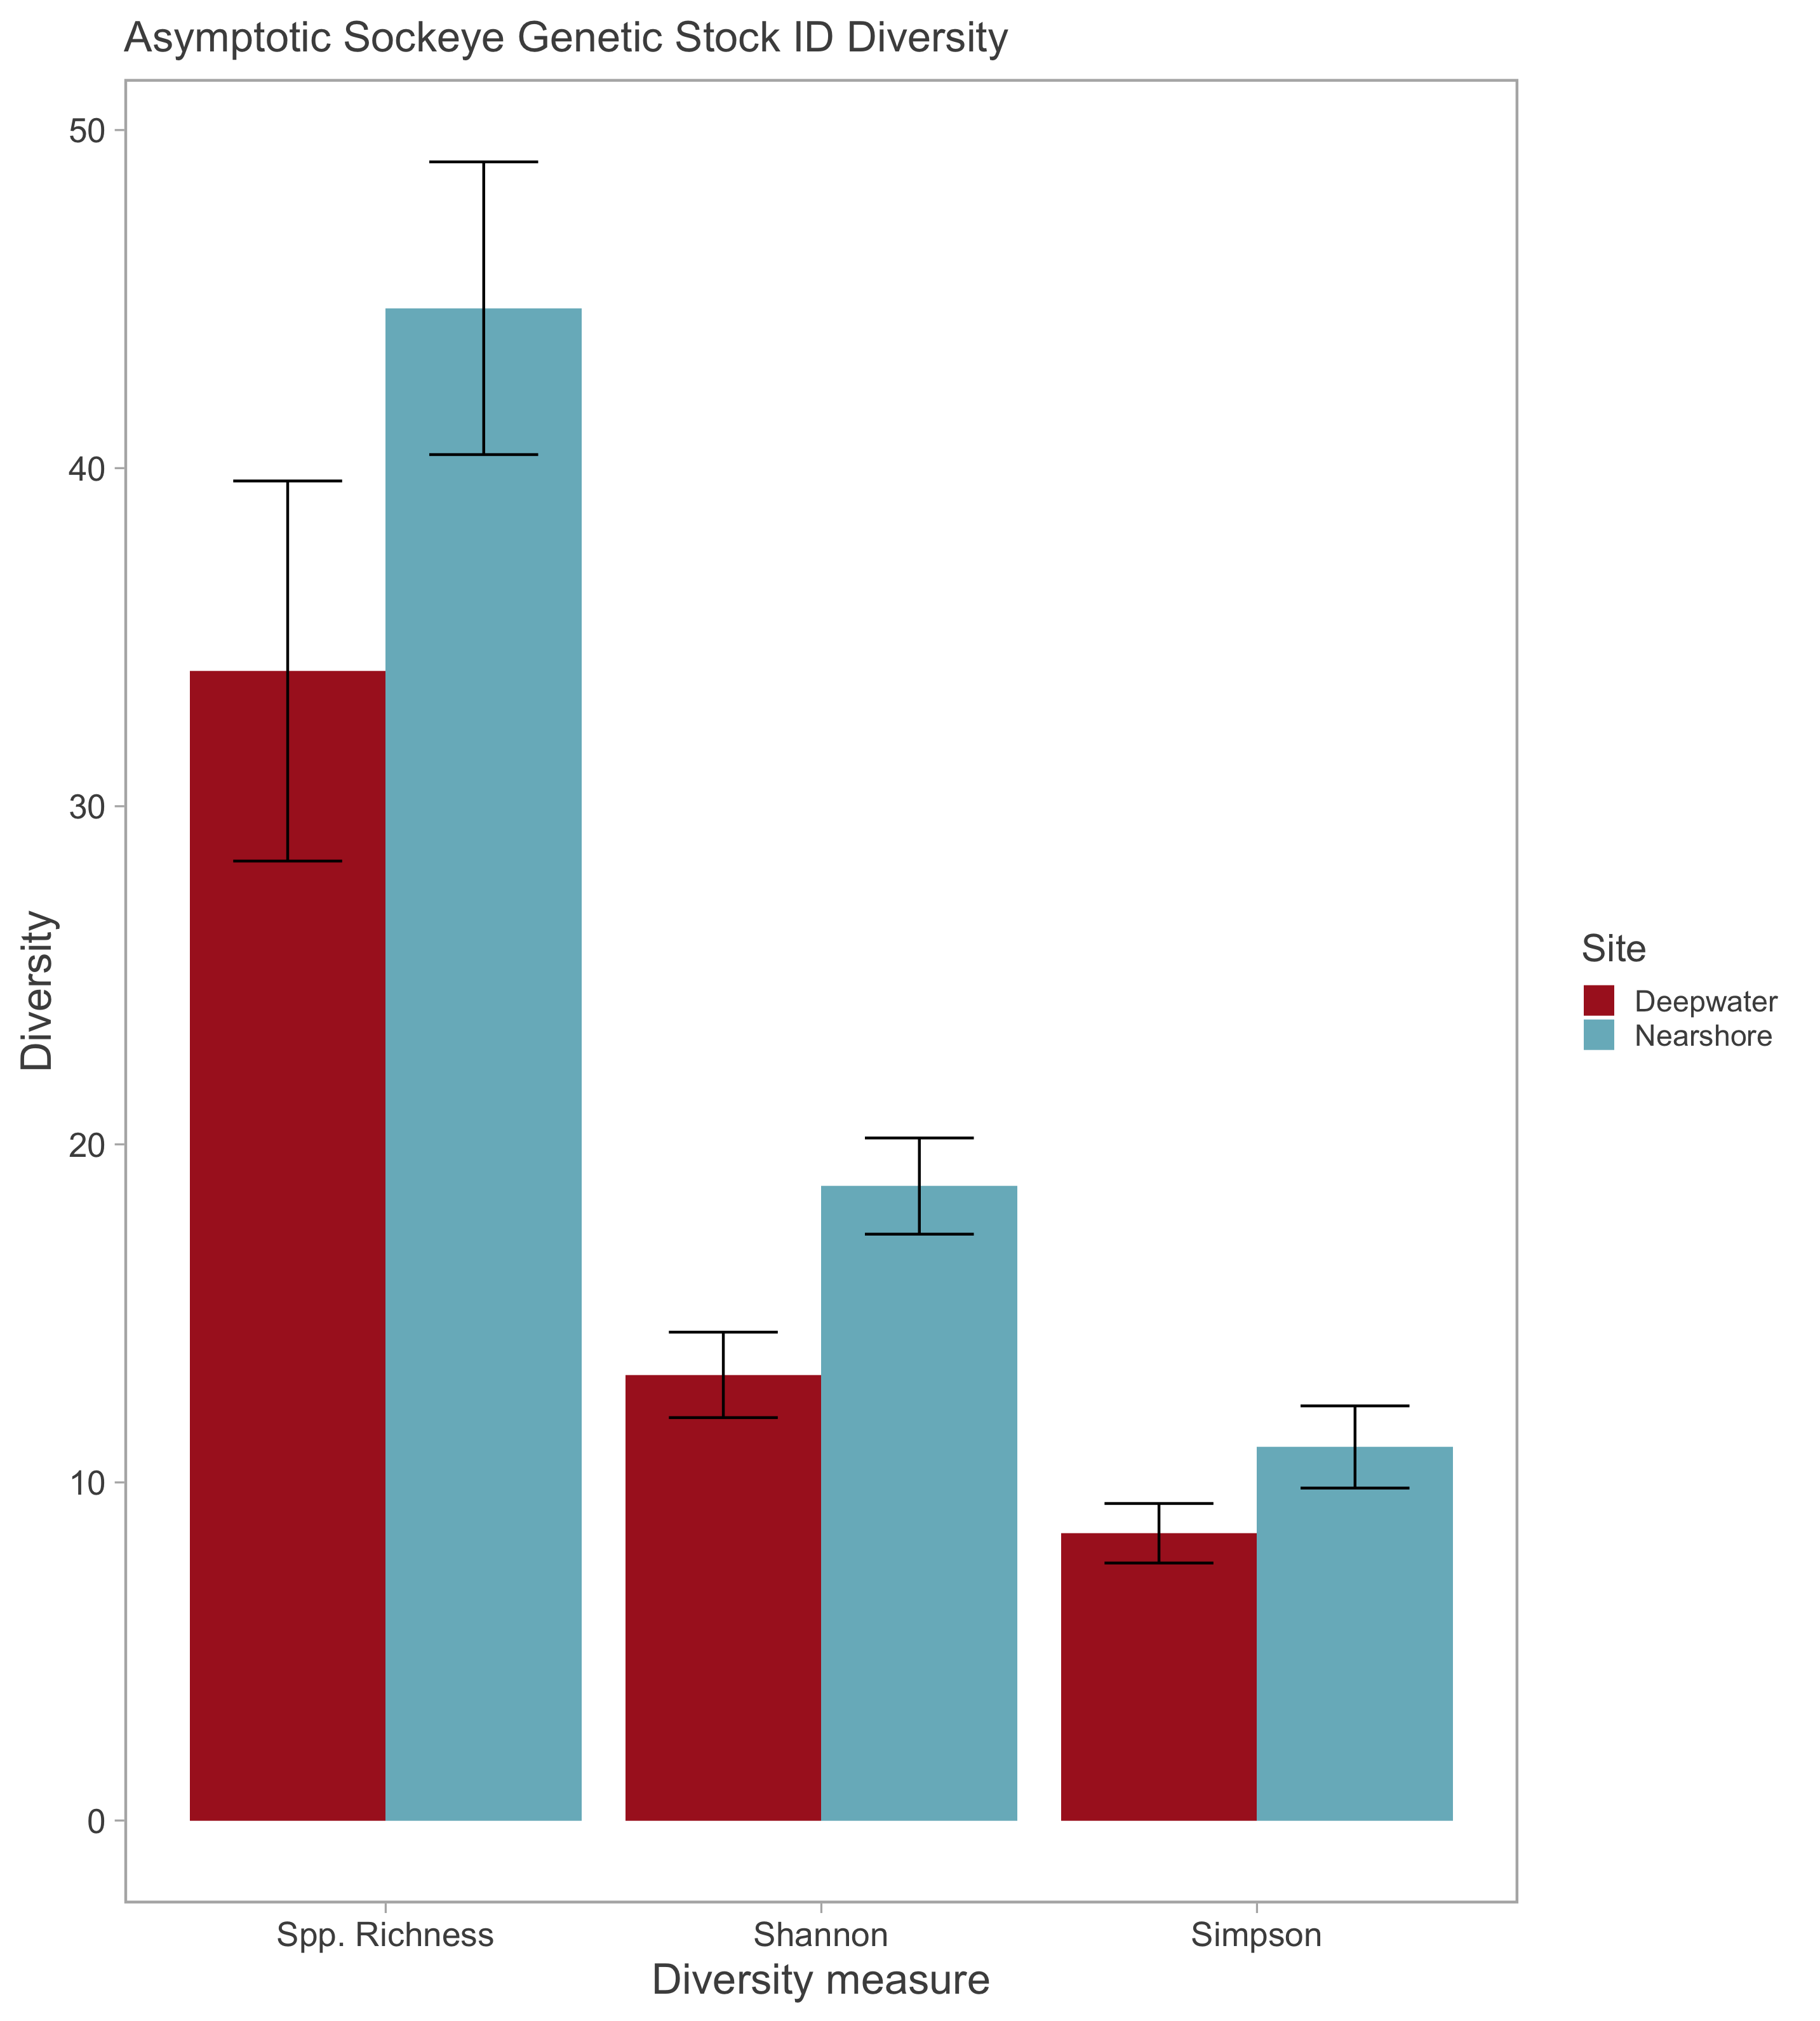 Asymptotic Sockeye Genetic Stock ID Diversity
50
40
30
20
10
0
Diversity
Spp. Richness
Shannon
Simpson
Diversity measure
Site
Deepwater
Nearshore